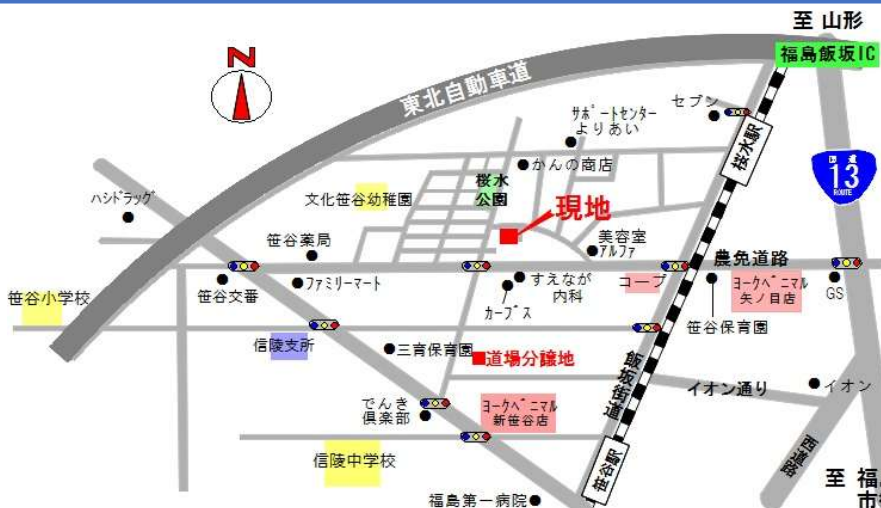 至 山形
福島飯坂IC
N
東北自動車道
サポートセンター
よりあい
セブン
桜水駅
国道
13
ROUTE
かんの商店
桜水
公園
文化笹谷幼稚園
ハシドラッグ
現地
笹谷薬局
美容室
アルファ
農免道路
笹谷交番
ファミリーマート
すえなが
内科
カーブス
コープ
ヨークベニマル
矢ノ目店
GS
笹谷小学校
笹谷保育園
信陵支所
三育保育園
道場分譲地
飯坂街道
イオン通り
イオン
でんき
倶楽部
ヨークベニマル
新笹谷店
西道路
信陵中学校
笹谷駅
至 福
福島第一病院